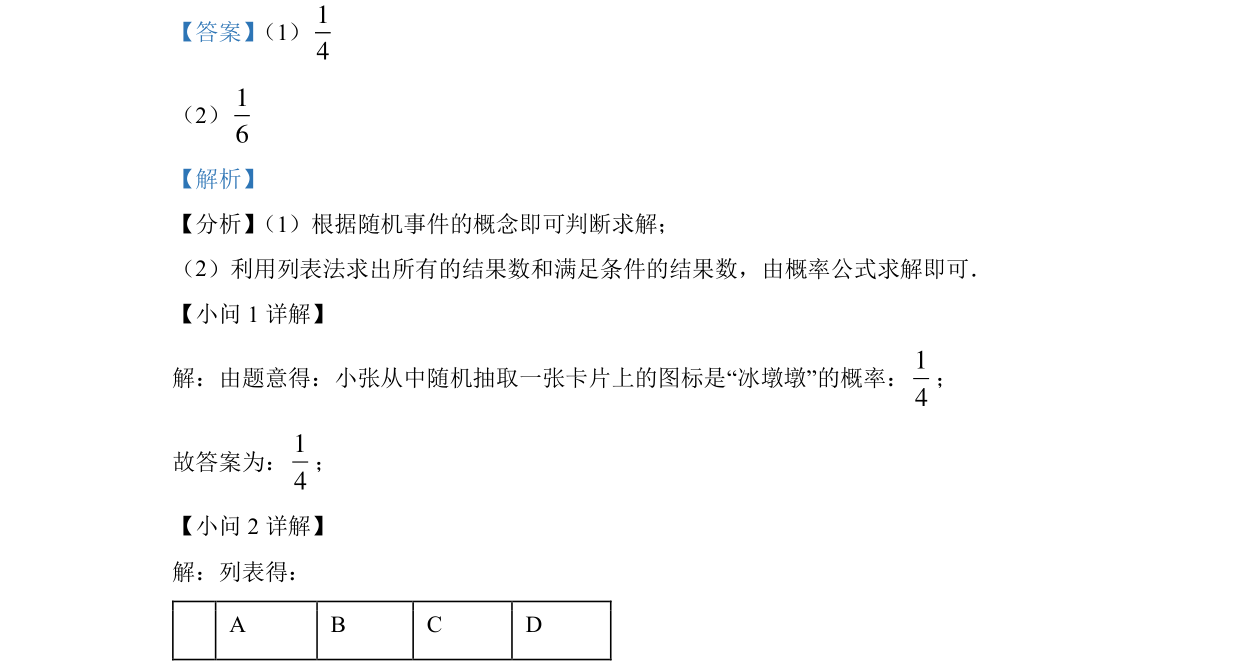 【答案】（1）1/4
（2）1/6
【解析】
【分析】（1）根据随机事件的概念即可判断求解；
（2）利用列表法求出所有的结果数和满足条件的结果数，由概率公式求解即可．
【小问 1 详解】
解：由题意得：小张从中随机抽取一张卡片上的图标是“冰墩墩”的概率：1/4；
故答案为：1/4；
【小问 2 详解】
解：列表得：
A B C D